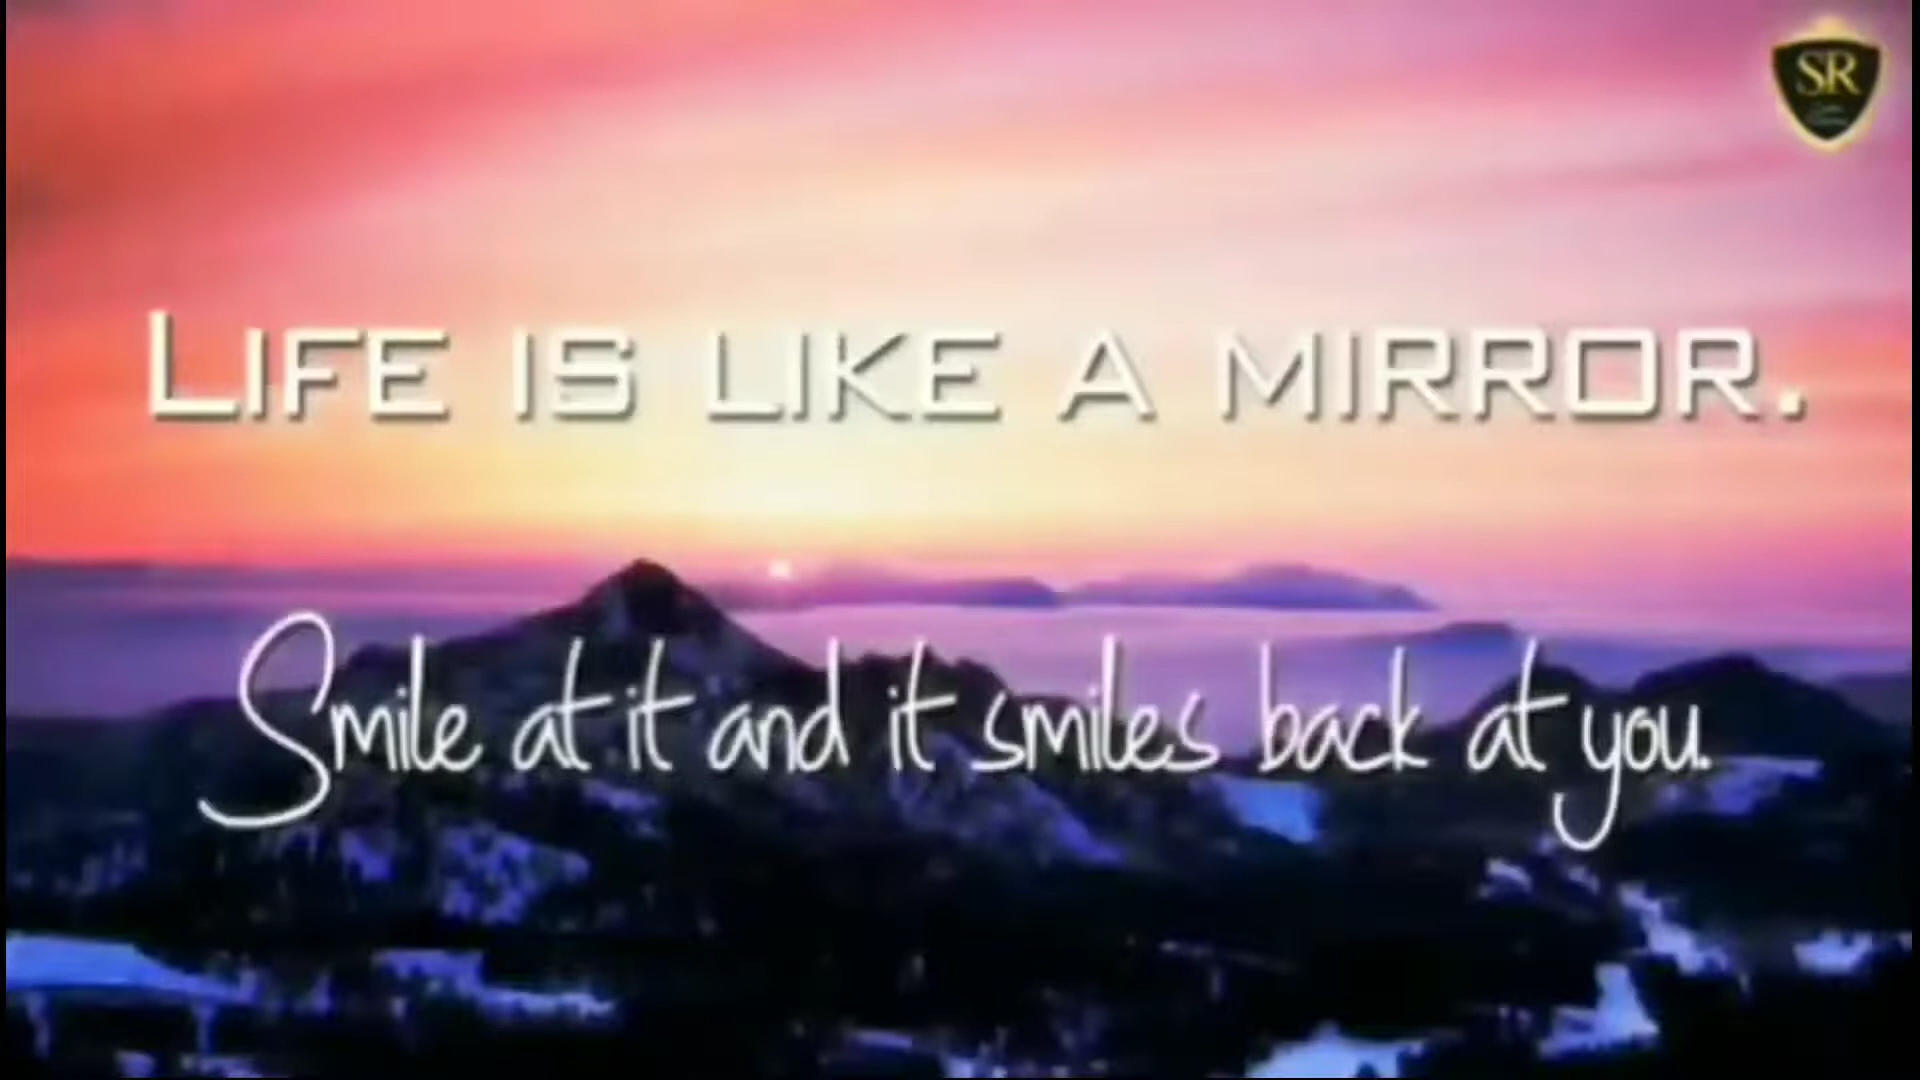 SR
LIFE IS LIKE A MIRROR.
Smile at it and it smiles back at you.